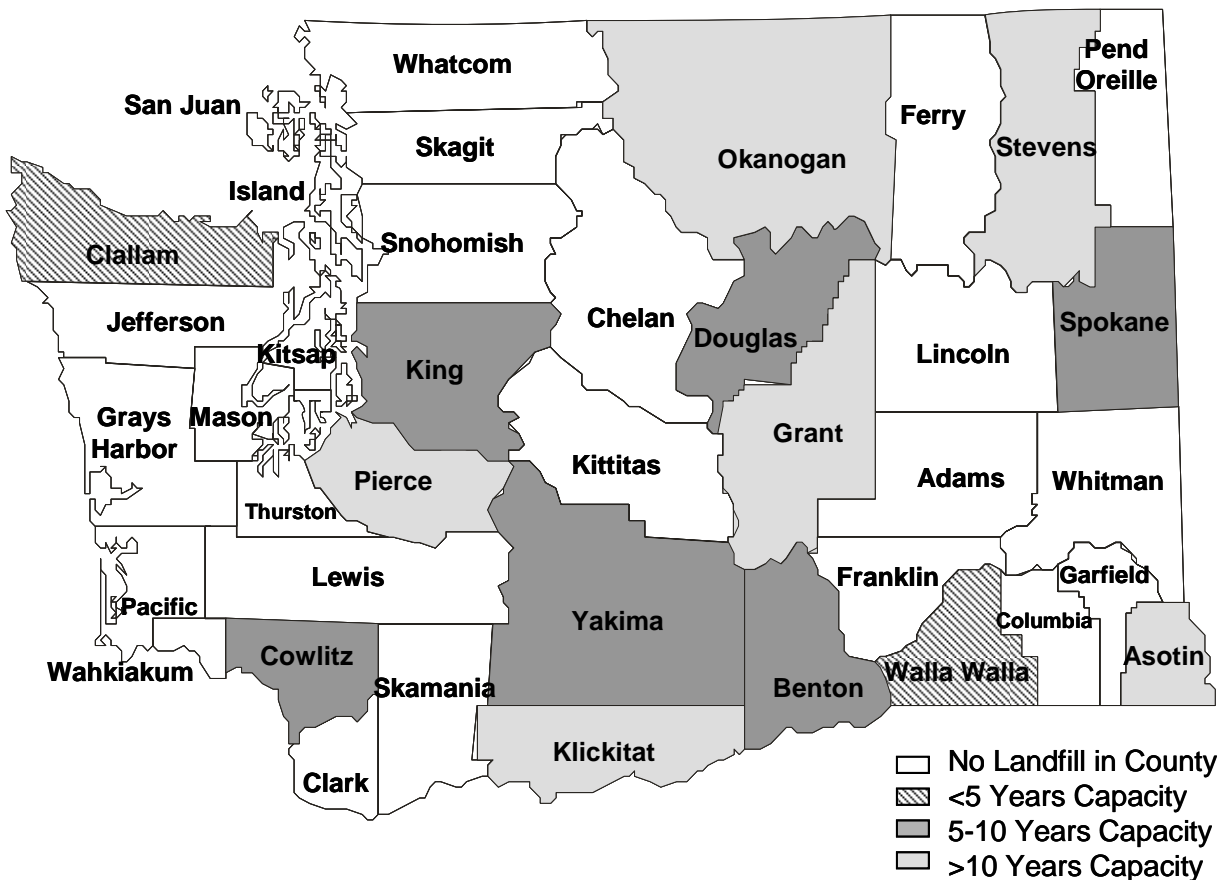 Whatcom
Pend
Oreille
San Juan
Ferry
Skagit
Stevens
Okanogan
Island
Snohomish
Clallam
Jefferson
Chelan
Spokane
Douglas
Lincoln
Kitsap
King
Grays
Harbor
Mason
Grant
Kittitas
Adams
Whitman
Pierce
Thurston
Lewis
Franklin
Garfield
Pacific
Yakima
Columbia
Cowlitz
Asotin
Wahkiakum
Skamania
Benton
Walla Walla
Klickitat
Clark
No Landfill in County
<5 Years Capacity
5-10 Years Capacity
>10 Years Capacity